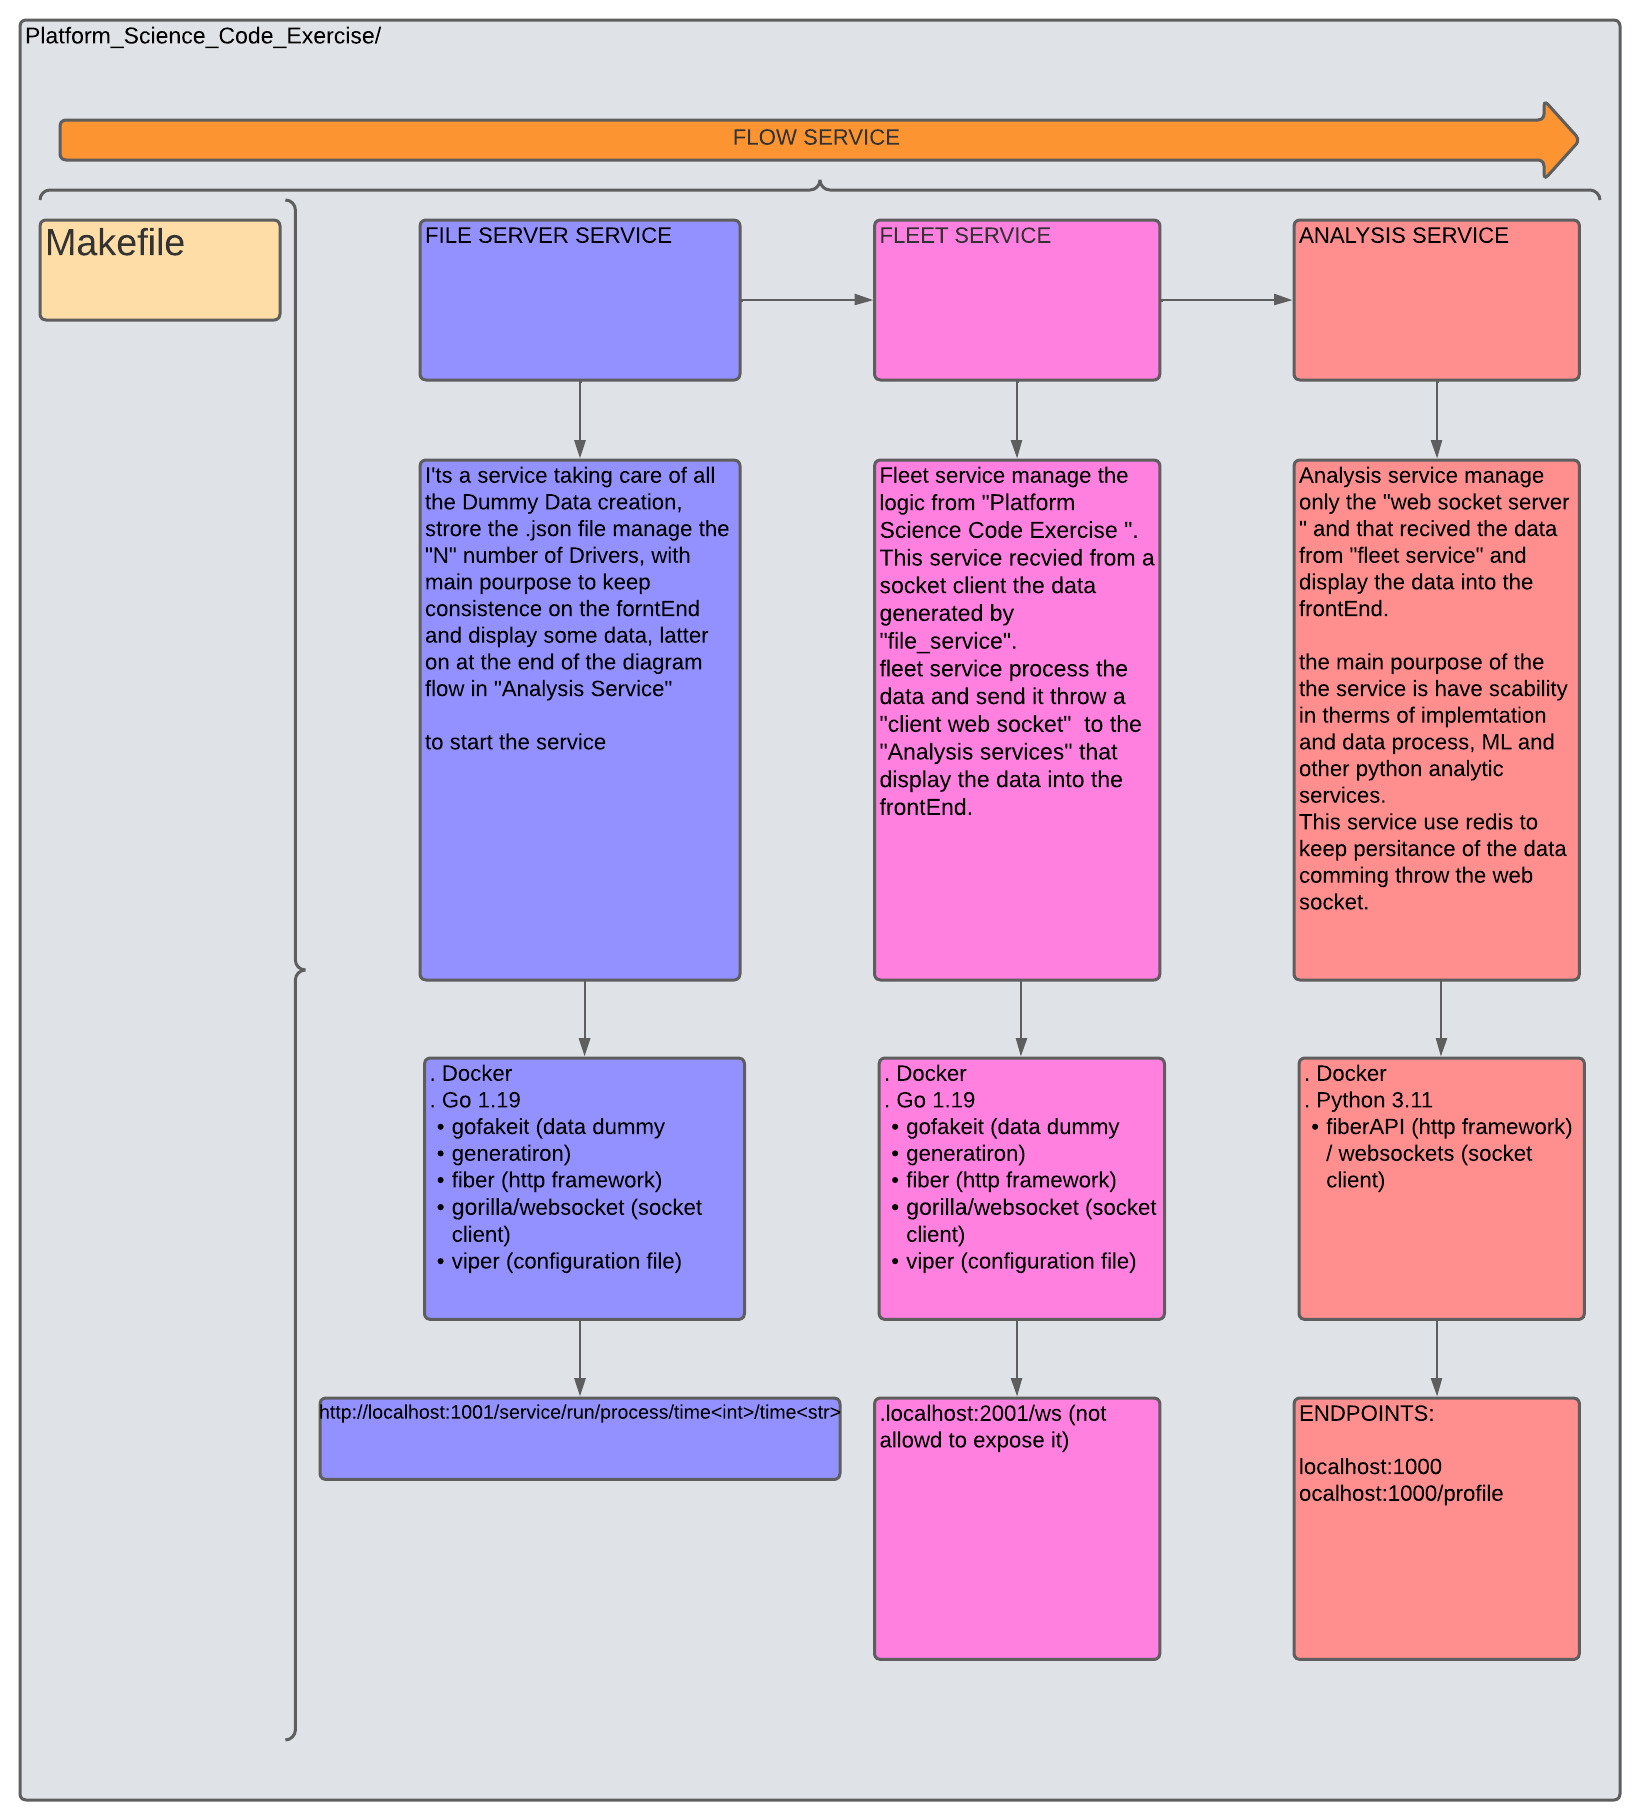 Platform_Science_Code_Exercise/
FLOW SERVICE
Makefile
FILE SERVER SERVICE
FLEET SERVICE
ANALYSIS SERVICE
I'ts a service taking care of all
the Dummy Data creation,
strore the .json file manage the
"N" number of Drivers, with
main pourpose to keep
consistence on the forntEnd
and display some data, latter
on at the end of the diagram
flow in "Analysis Service"
to start the service
Fleet service manage the
logic from "Platform
Science Code Exercise ".
This service recvied from a
socket client the data
generated by
"file_service".
fleet service process the
data and send it throw a
"client web socket"  to the
"Analysis services" that
display the data into the
frontEnd.
Analysis service manage
only the "web socket server
" and that recived the data
from "fleet service" and
display the data into the
frontEnd.
the main pourpose of the
the service is have scability
in therms of implemtation
and data process, ML and
other python analytic
services.
This service use redis to
keep persitance of the data
comming throw the web
socket.
. Docker
. Go 1.19
• gofakeit (data dummy
• generatiron)
• fiber (http framework)
• gorilla/websocket (socket
client)
• viper (configuration file)
. Docker
. Go 1.19
• gofakeit (data dummy
• generatiron)
• fiber (http framework)
• gorilla/websocket (socket
client)
• viper (configuration file)
. Docker
. Python 3.11
• fiberAPI (http framework)
/ websockets (socket
client)
http://localhost:1001/service/run/process/time<int>/time<str>
.localhost:2001/ws (not
allowd to expose it)
ENDPOINTS:
localhost:1000
ocalhost:1000/profile